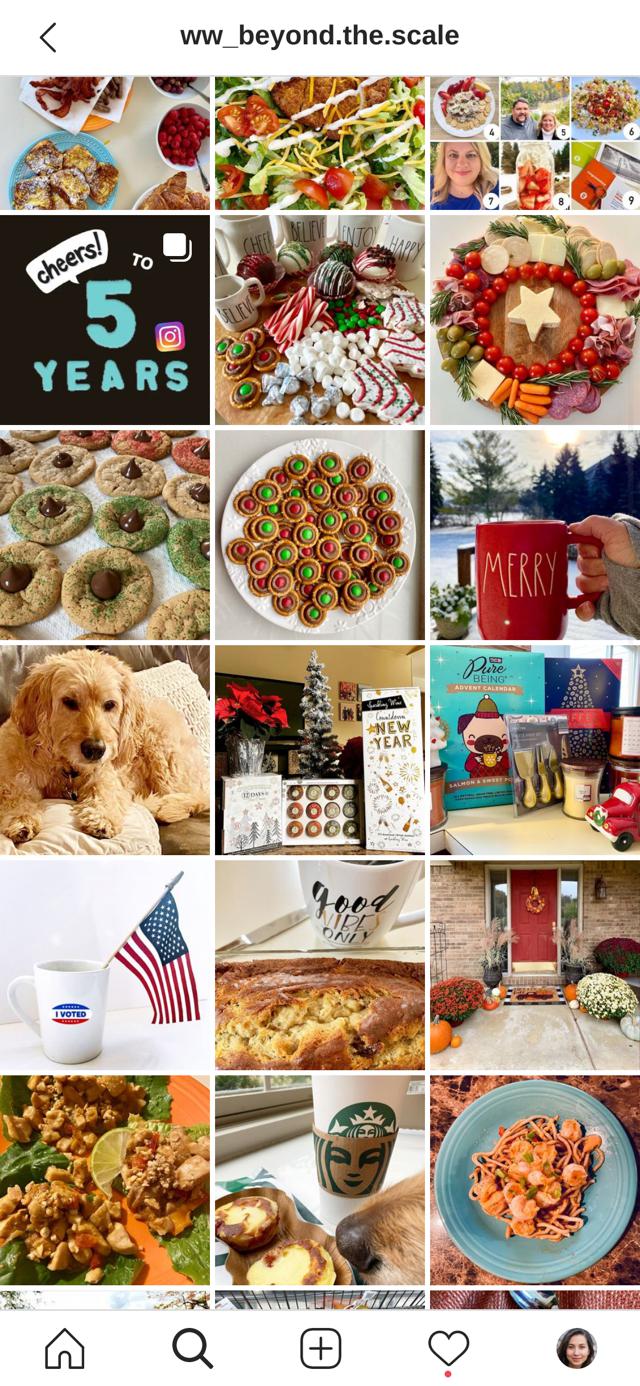 ww_beyond.the.scale
4
5
6
7
8
9
cheers!
TO
5
YEARS
CHEER
BELIEVE
ENJOY
HAPPY
BELIEVE
MERRY
Pure
BEING
ADVENT CALENDAR
SALMON & SWEET PO
12 DAYS
Sparkling Wine
Countdown
NEW
YEAR
I VOTED
good
VIBE
ONLY